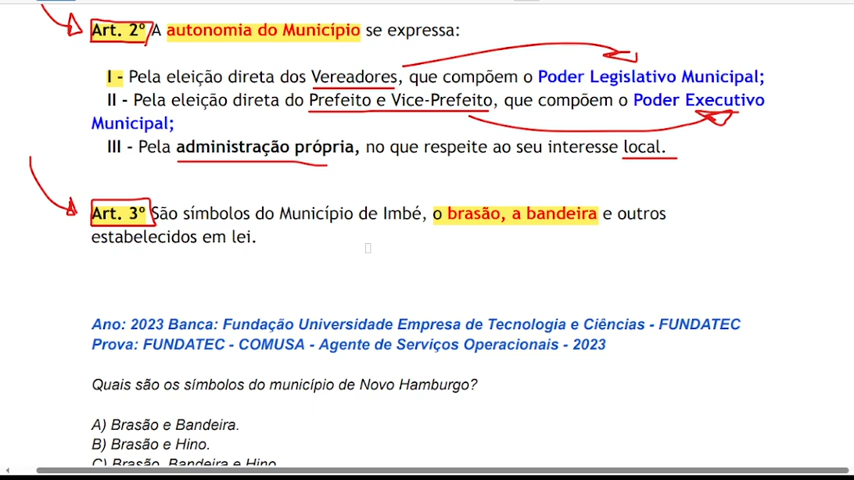 Art. 2º A autonomia do Município se expressa:
I - Pela eleição direta dos Vereadores, que compõem o Poder Legislativo Municipal;
II - Pela eleição direta do Prefeito e Vice-Prefeito, que compõem o Poder Executivo
Municipal;
III - Pela administração própria, no que respeite ao seu interesse local.
Art. 3º São símbolos do Município de Imbé, o brasão, a bandeira e outros
estabelecidos em lei.
Ano: 2023 Banca: Fundação Universidade Empresa de Tecnologia e Ciências - FUNDATEC
Prova: FUNDATEC - COMUSA - Agente de Serviços Operacionais - 2023
Quais são os símbolos do município de Novo Hamburgo?
A) Brasão e Bandeira.
B) Brasão e Hino.
C) Brasão, Bandeira e Hino